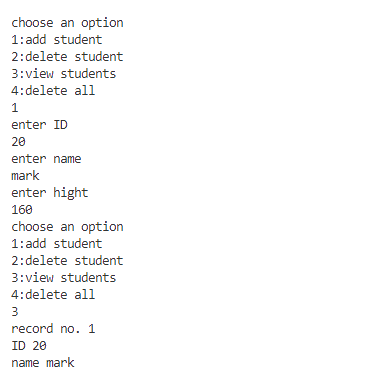 choose an option
1:add student
2:delete student
3:view students
4:delete all
1
enter ID
20
enter name
mark
enter hight
160
choose an option
1:add student
2:delete student
3:view students
4:delete all
3
record no. 1
ID 20
name mark